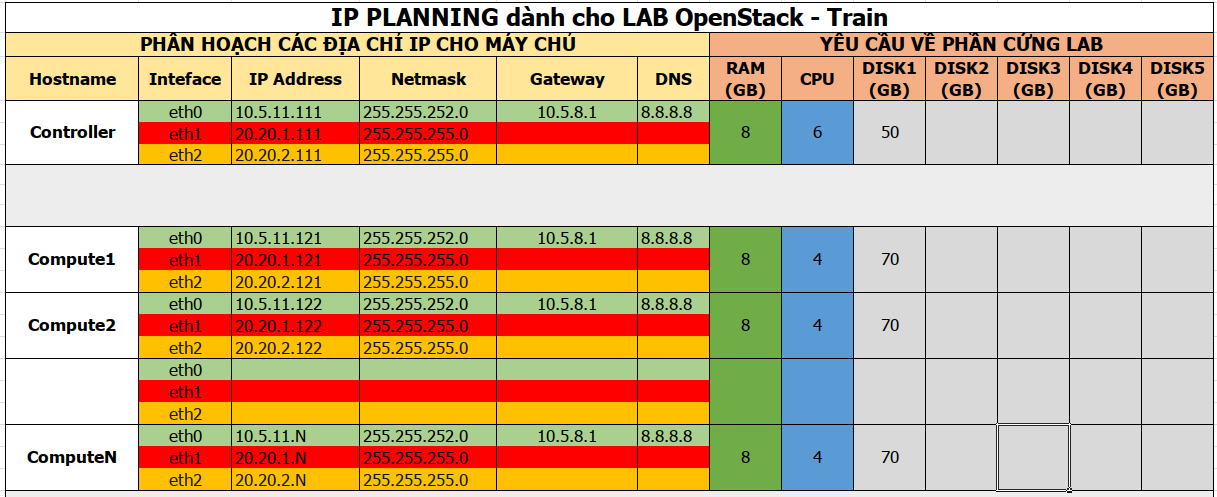 IP PLANNING dành cho LAB OpenStack - Train
PHÂN HOẠCH CÁC ĐỊA CHỈ IP CHO MÁY CHỦ YÊU CẦU VỀ PHẦN CỨNG LAB
Hostname Inteface IP Address Netmask Gateway DNS RAM (GB) CPU DISK1 (GB) DISK2 (GB) DISK3 (GB) DISK4 (GB) DISK5 (GB)
Controller eth0 10.5.11.111 255.255.252.0 10.5.8.1 8.8.8.8 8 6 50
eth1 20.20.1.111 255.255.255.0
eth2 20.20.2.111 255.255.255.0
Compute1 eth0 10.5.11.121 255.255.252.0 10.5.8.1 8.8.8.8 8 4 70
eth1 20.20.1.121 255.255.255.0
eth2 20.20.2.121 255.255.255.0
Compute2 eth0 10.5.11.122 255.255.252.0 10.5.8.1 8.8.8.8 8 4 70
eth1 20.20.1.122 255.255.255.0
eth2 20.20.2.122 255.255.255.0
eth0
eth1
eth2
ComputeN eth0 10.5.11.N 255.255.252.0 10.5.8.1 8.8.8.8 8 4 70
eth1 20.20.1.N 255.255.255.0
eth2 20.20.2.N 255.255.255.0